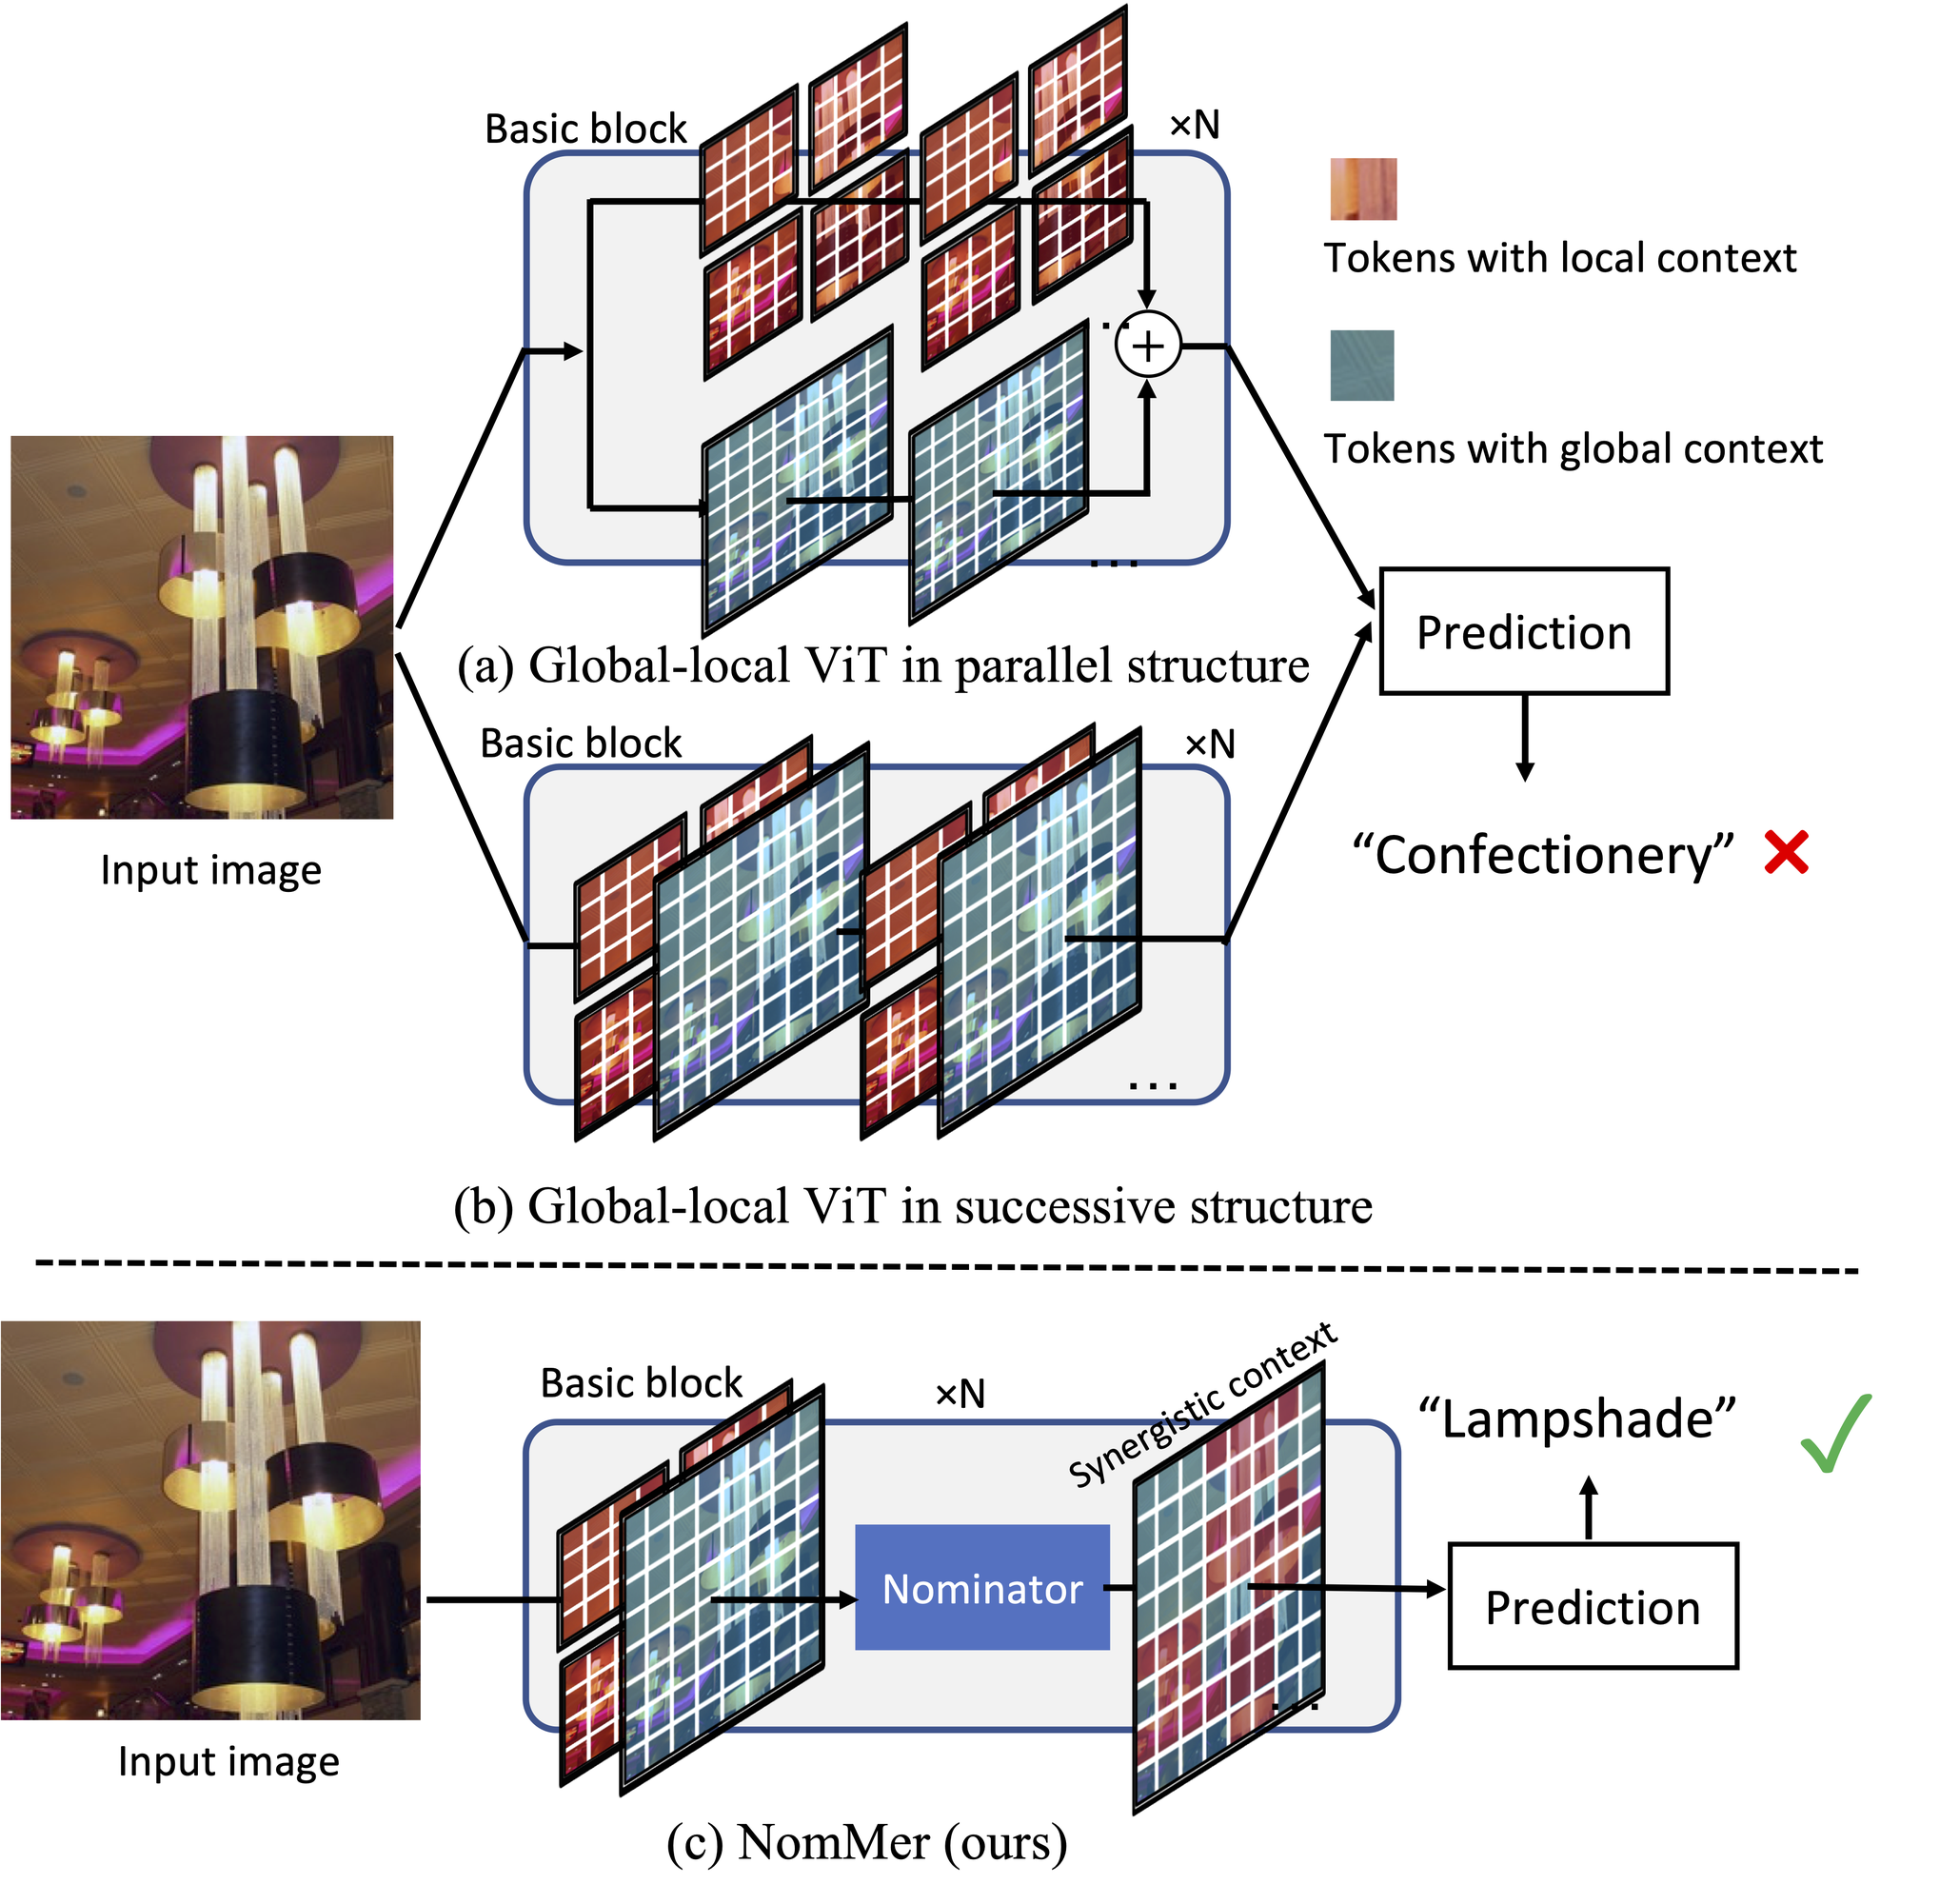 Basic block
×N
Tokens with local context
+
...
Tokens with global context
...
(a) Global-local ViT in parallel structure
Prediction
Input image
Basic block
×N
“Confectionery”
...
(b) Global-local ViT in successive structure
Basic block
×N
Synergistic context
“Lampshade”
Nominator
Prediction
...
Input image
(c) NomMer (ours)